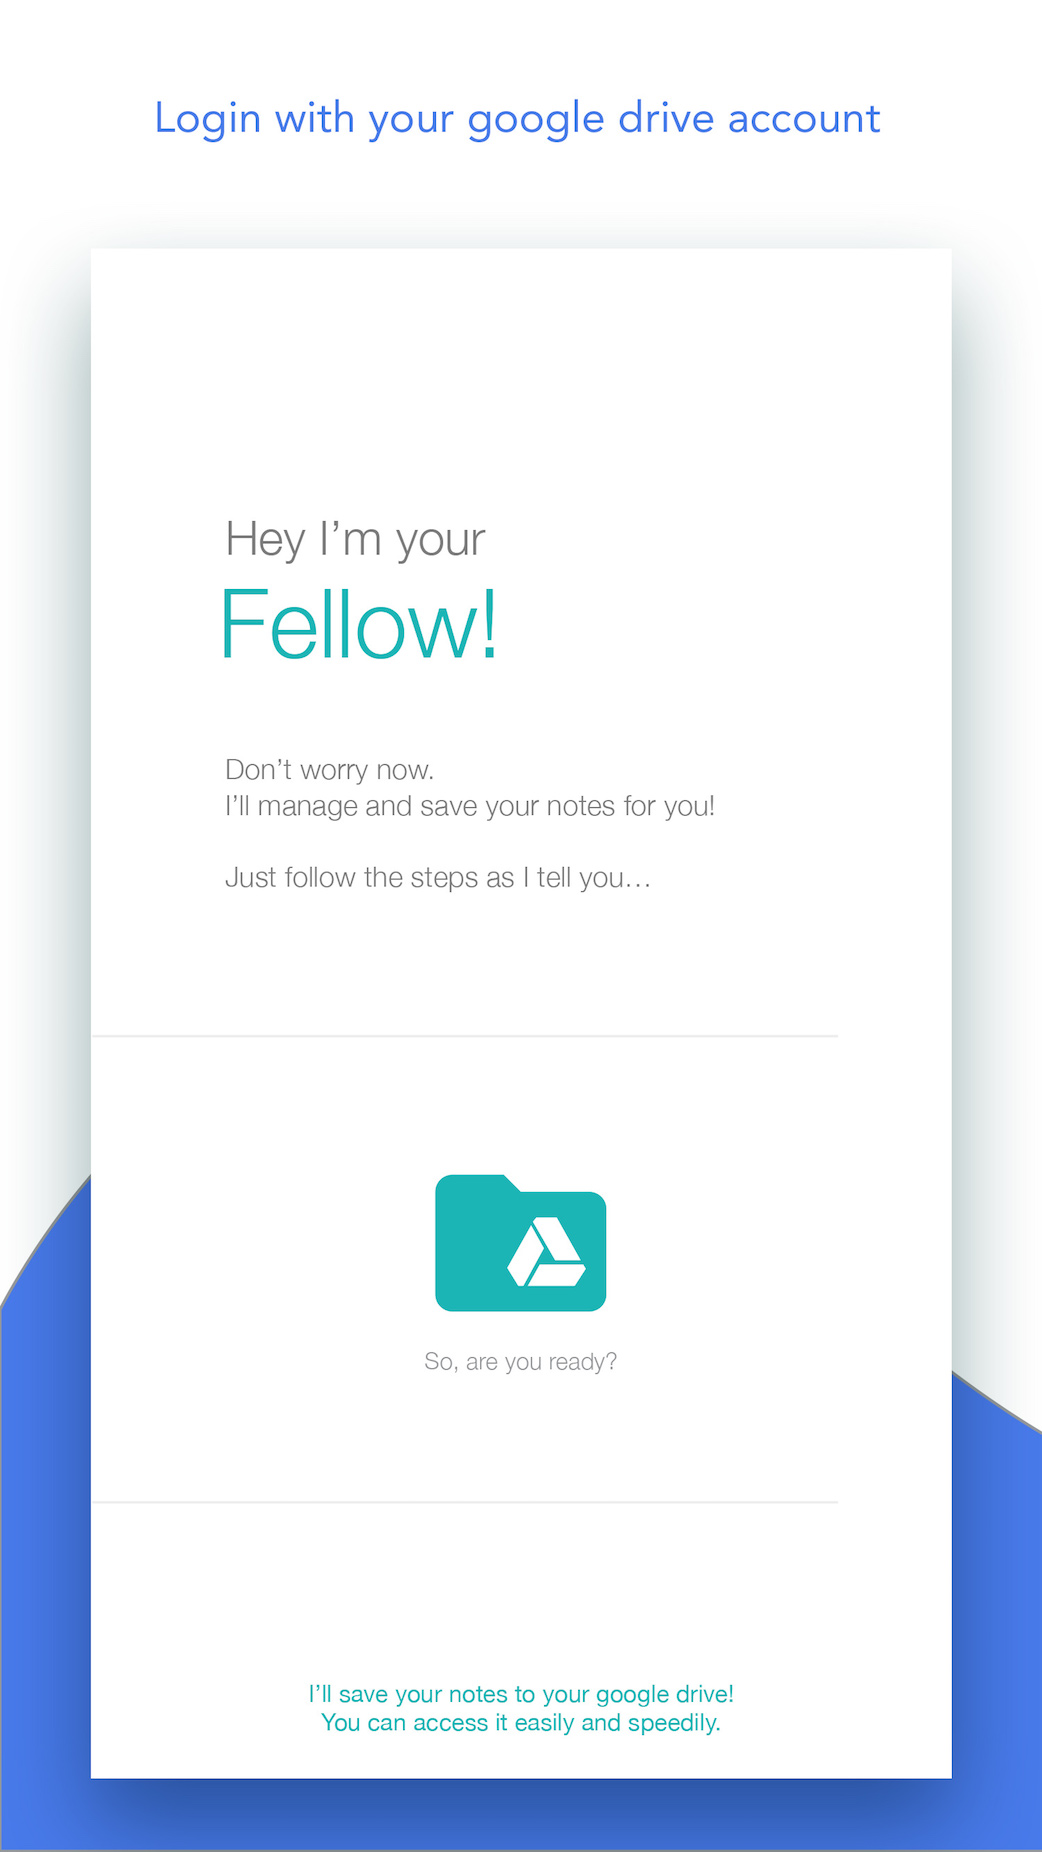 Login with your google drive account
Hey I’m your
Fellow!
Don’t worry now.
I’ll manage and save your notes for you!
Just follow the steps as I tell you…
So, are you ready?
I’ll save your notes to your google drive!
You can access it easily and speedily.